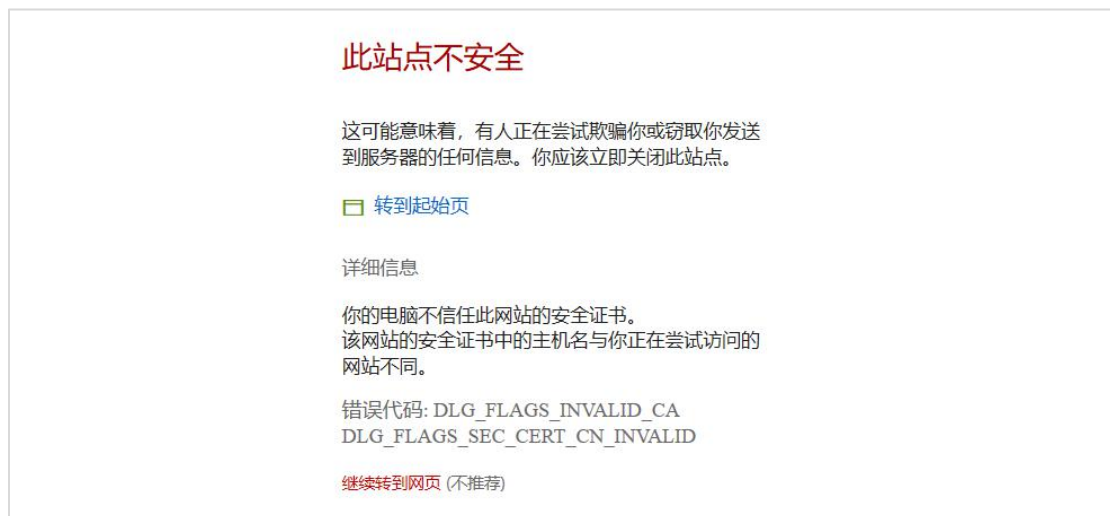 此站点不安全
这可能意味着，有人正在尝试欺骗你或窃取你发送
到服务器的任何信息。你应该立即关闭此站点。
转到起始页
详细信息
你的电脑不信任此网站的安全证书。
该网站的安全证书中的主机名与你正在尝试访问的
网站不同。
错误代码: DLG_FLAGS_INVALID_CA
DLG_FLAGS_SEC_CERT_CN_INVALID
继续转到网页 (不推荐)